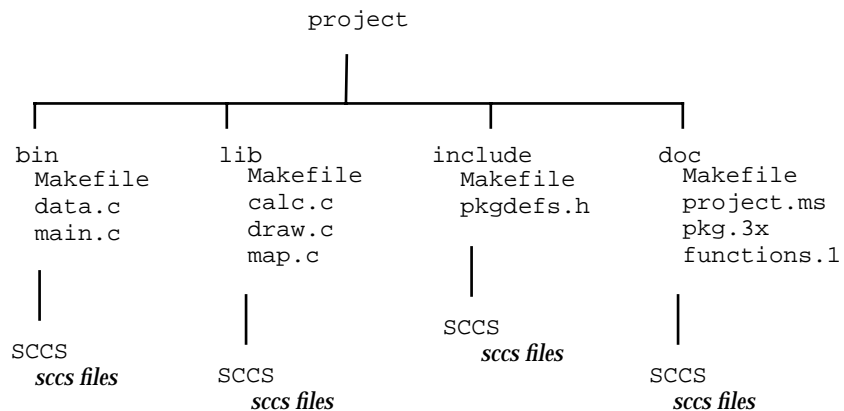 project
bin
Makefile
data.c
main.c
SCCS
sccs files
lib
Makefile
calc.c
draw.c
map.c
SCCS
sccs files
include
Makefile
pkgdefs.h
SCCS
sccs files
doc
Makefile
project.ms
pkg.3x
functions.1
SCCS
sccs files